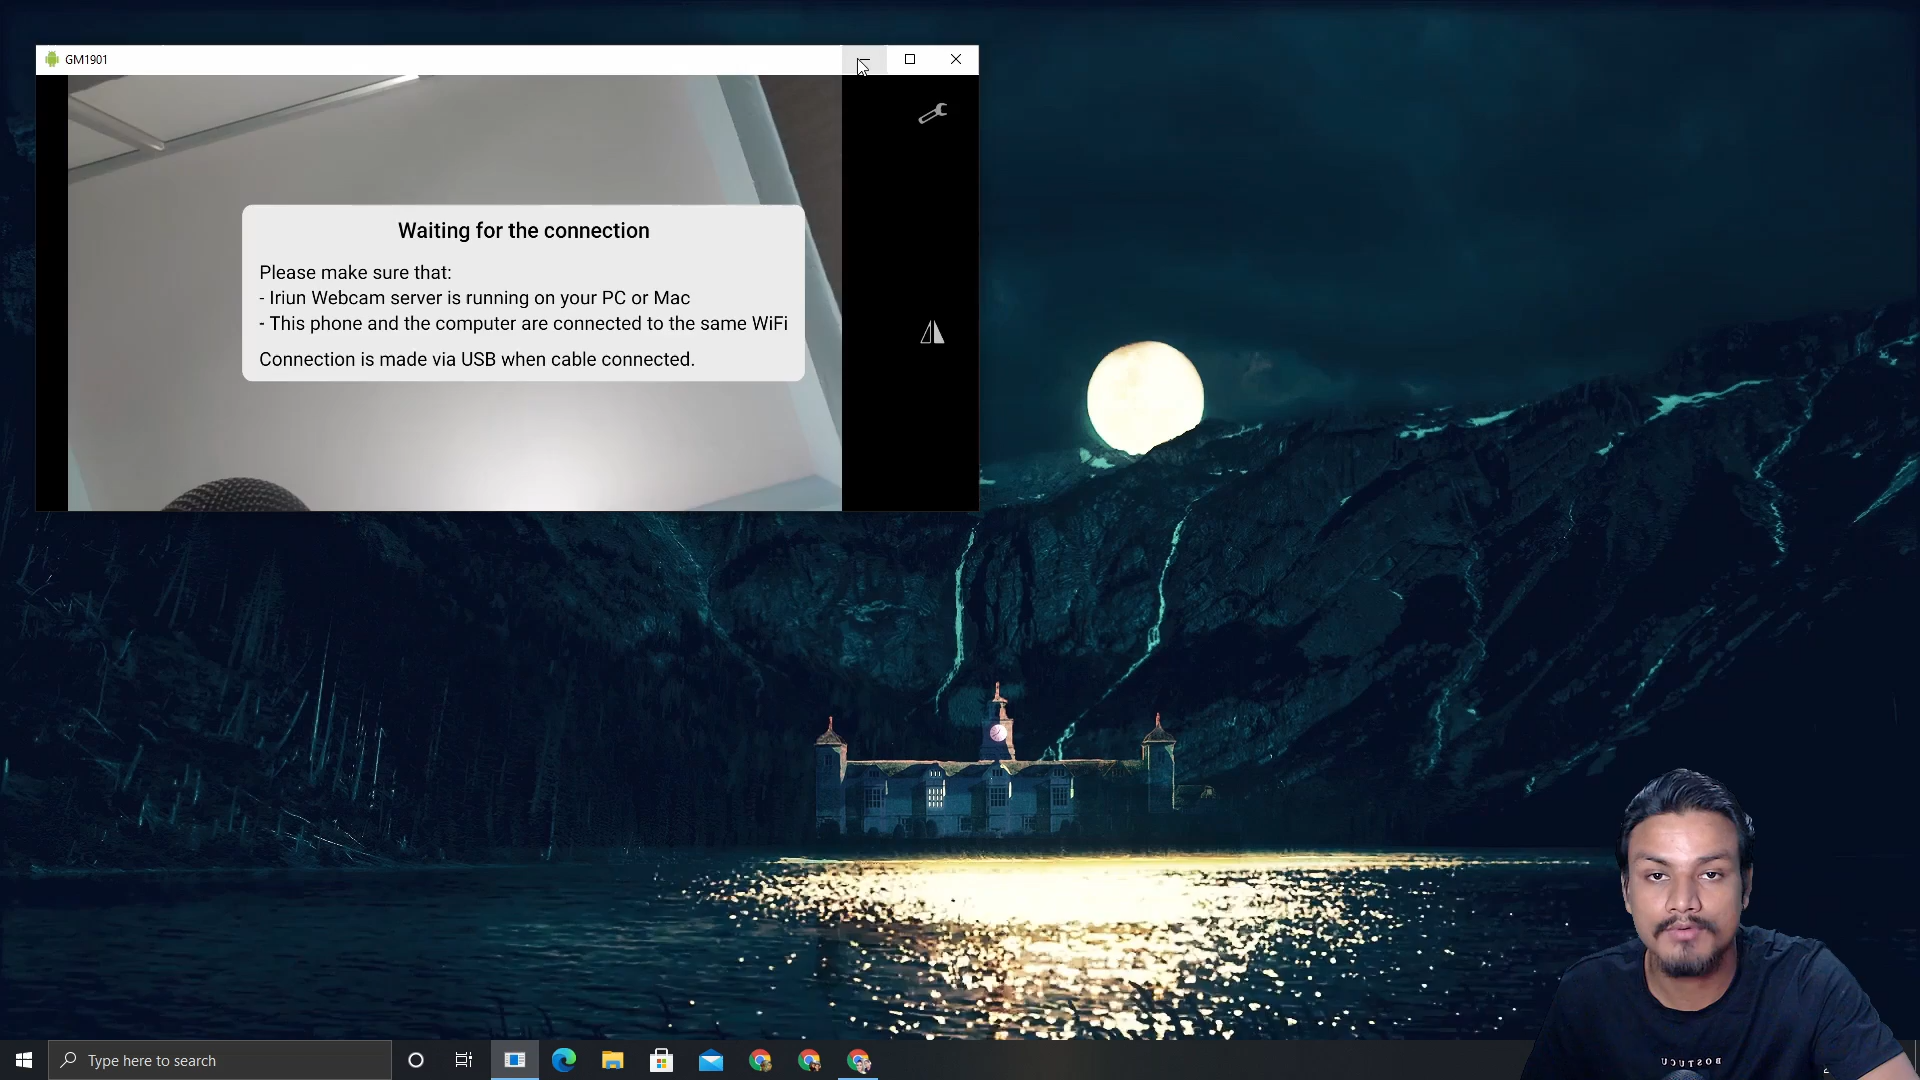 GM1901
Waiting for the connection
Please make sure that:
- Iriun Webcam server is running on your PC or Mac
- This phone and the computer are connected to the same WiFi
Connection is made via USB when cable connected.
Type here to search
BOSTUCU